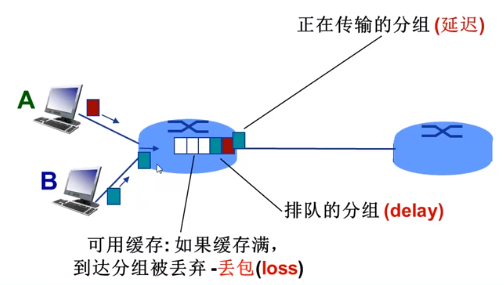 正在传输的分组 (延迟)
A
B
排队的分组 (delay)
可用缓存: 如果缓存满，
到达分组被丢弃 -丢包(loss)